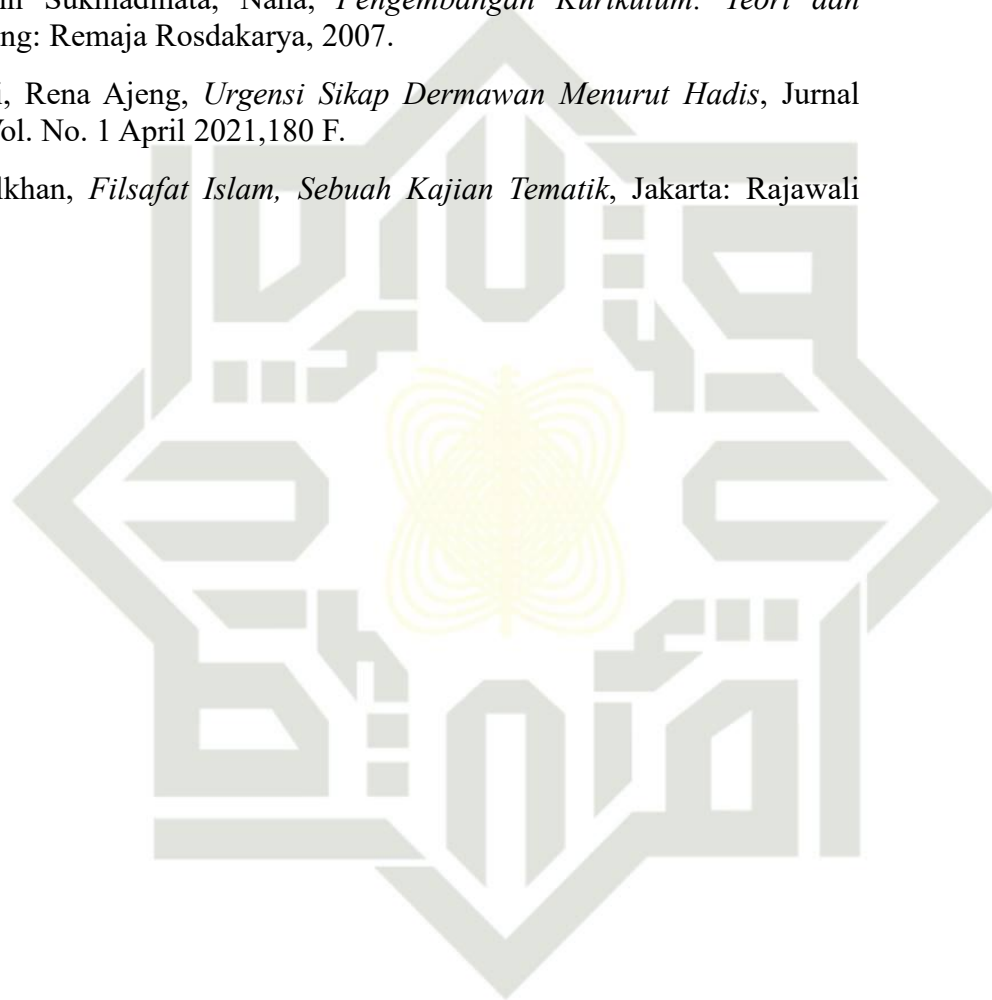 Sukmadinata, Nana, Pengembangan Kurikulum: Teori dan
ng: Remaja Rosdakarya, 2007.
i, Rena Ajeng, Urgensi Sikap Dermawan Menurut Hadis, Jurnal
Vol. No. 1 April 2021,180 F.
lkhan, Filsafat Islam, Sebuah Kajian Tematik, Jakarta: Rajawali